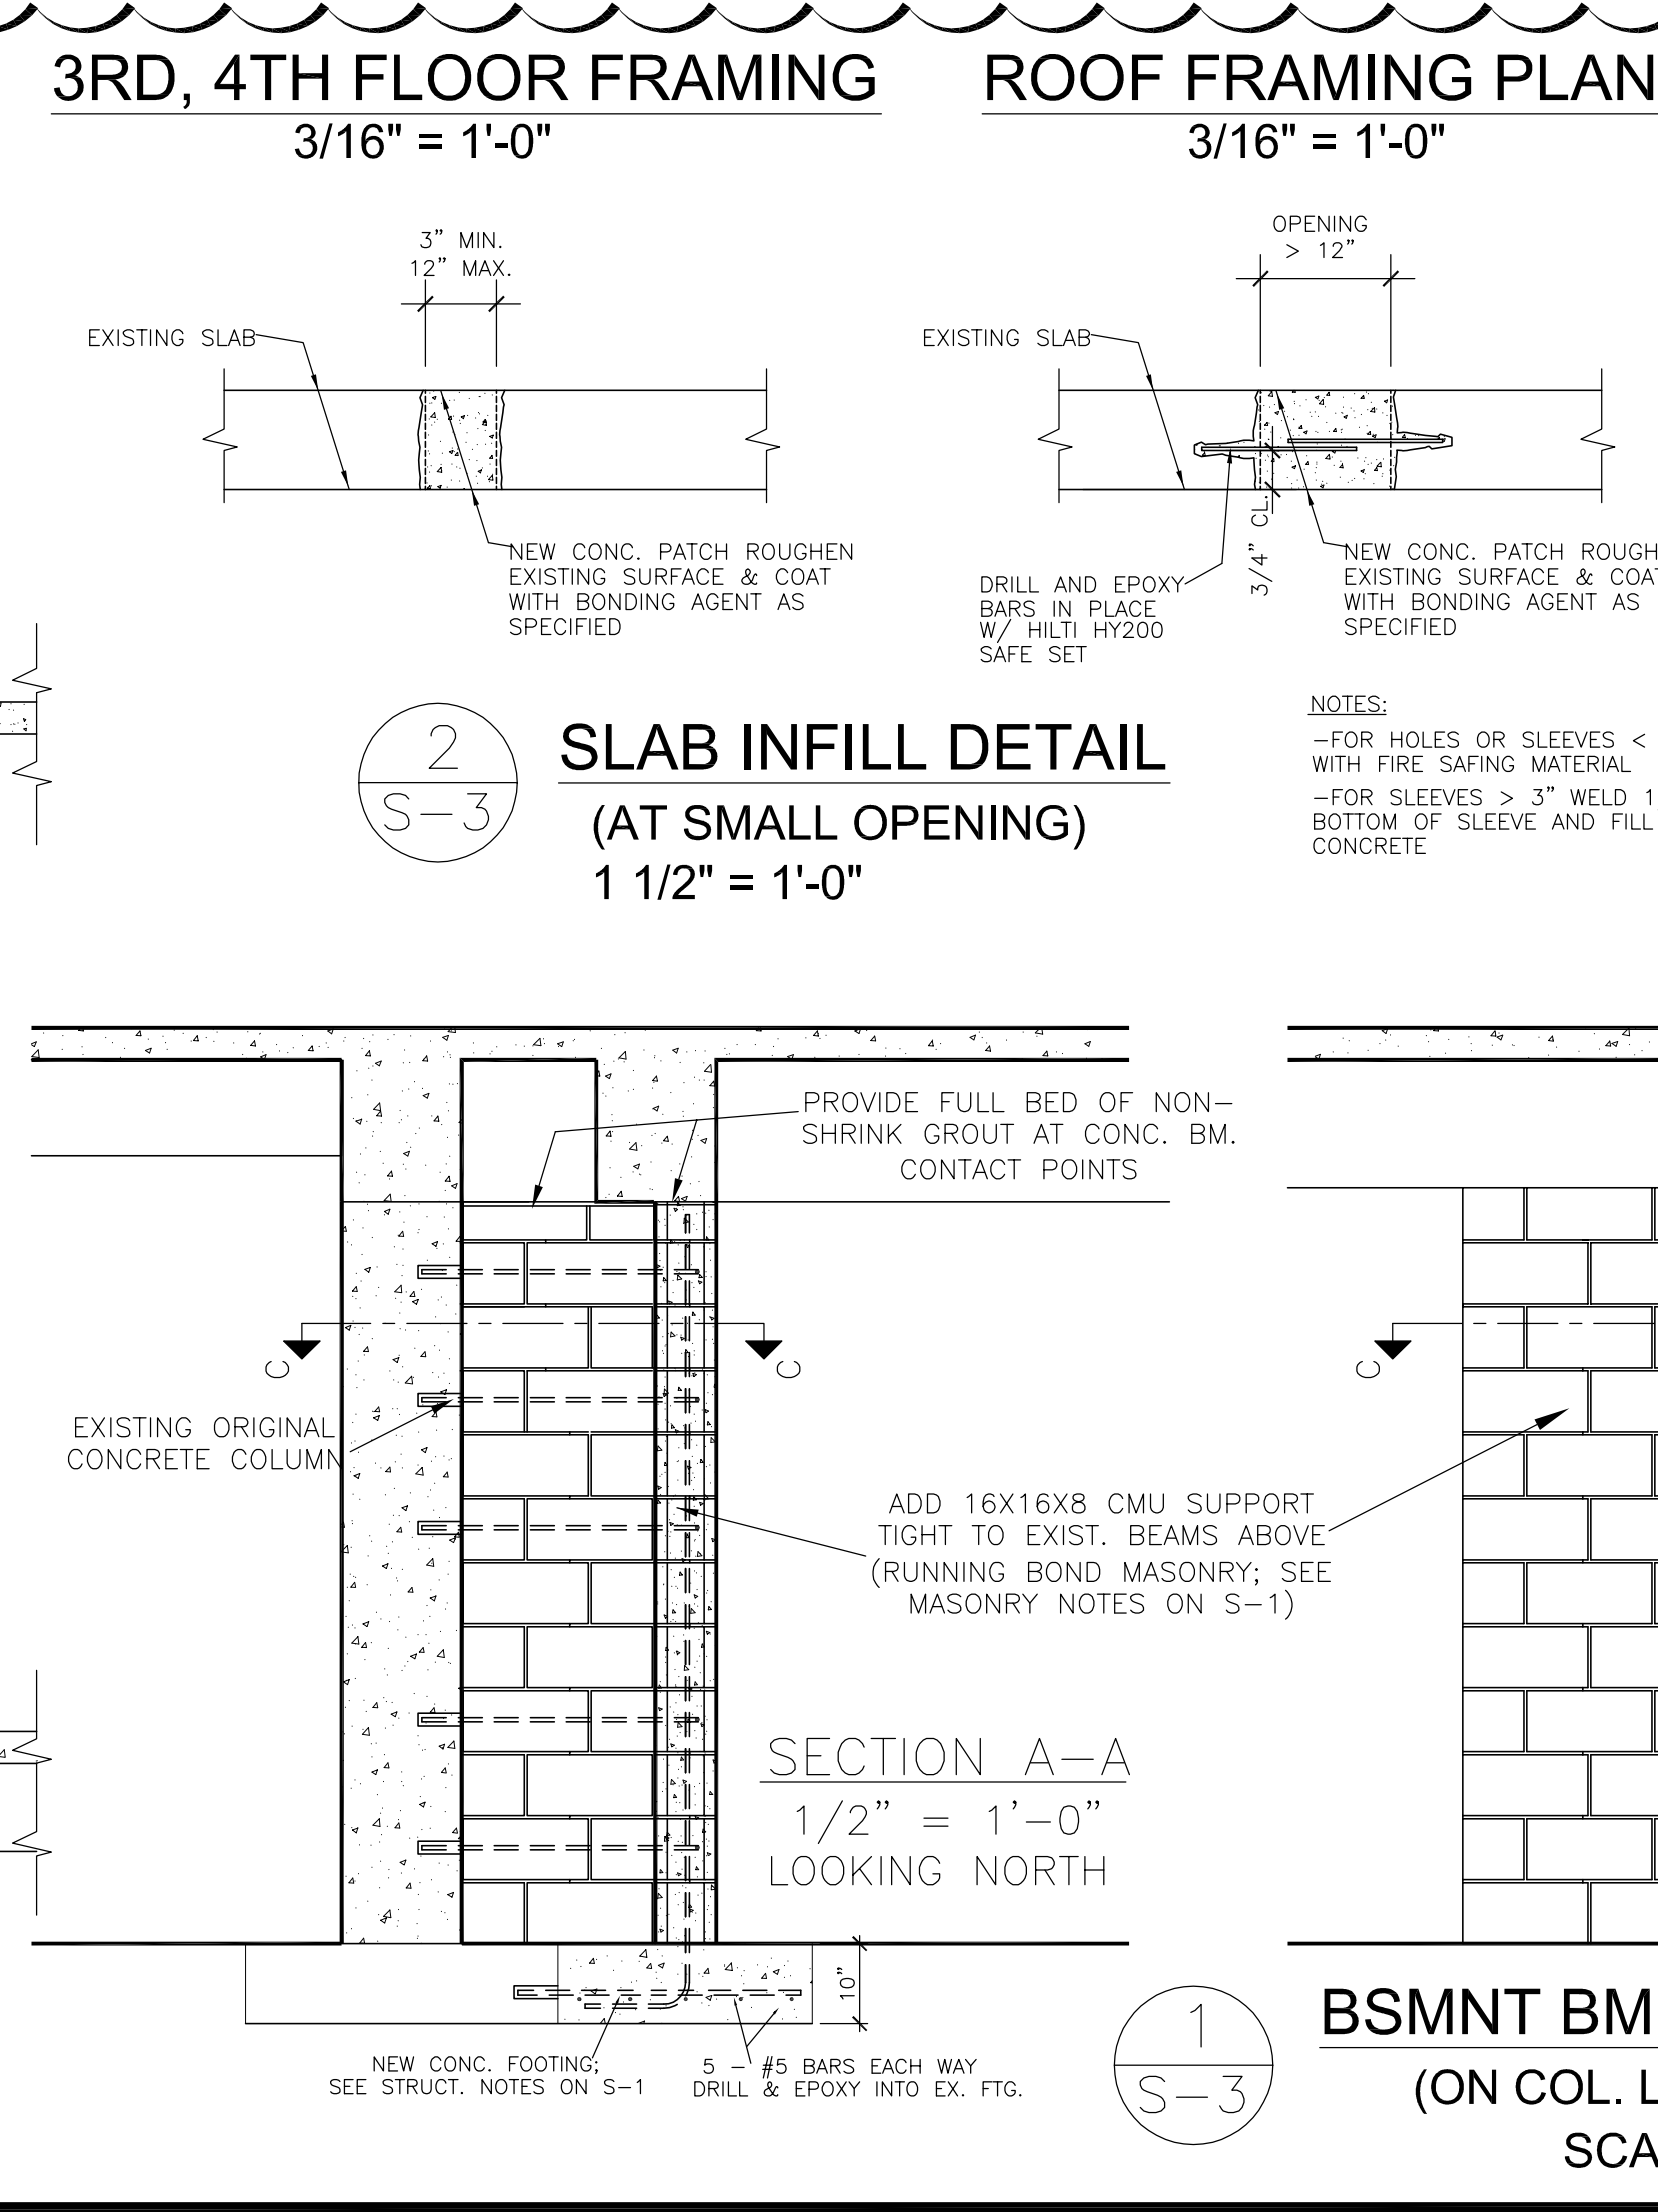 3RD, 4TH FLOOR FRAMING
3/16" = 1'-0"
ROOF FRAMING PLAN
3/16" = 1'-0"
3" MIN.
12" MAX.
EXISTING SLAB
NEW CONC. PATCH ROUGHEN
EXISTING SURFACE & COAT
WITH BONDING AGENT AS
SPECIFIED
OPENING
> 12"
EXISTING SLAB
3/4" CL.
DRILL AND EPOXY
BARS IN PLACE
W/ HILTI HY200
SAFE SET
NEW CONC. PATCH ROUGH
EXISTING SURFACE & COAT
WITH BONDING AGENT AS
SPECIFIED
2
S-3
SLAB INFILL DETAIL
(AT SMALL OPENING)
1 1/2" = 1'-0"
NOTES:
-FOR HOLES OR SLEEVES <
WITH FIRE SAFING MATERIAL
-FOR SLEEVES > 3" WELD 1
BOTTOM OF SLEEVE AND FILL
CONCRETE
PROVIDE FULL BED OF NON-
SHRINK GROUT AT CONC. BM.
CONTACT POINTS
C
C
C
EXISTING ORIGINAL
CONCRETE COLUMN
ADD 16X16X8 CMU SUPPORT
TIGHT TO EXIST. BEAMS ABOVE
(RUNNING BOND MASONRY; SEE
MASONRY NOTES ON S-1)
SECTION A-A
1/2" = 1'-0"
LOOKING NORTH
10"
NEW CONC. FOOTING;
SEE STRUCT. NOTES ON S-1
5 - #5 BARS EACH WAY
DRILL & EPOXY INTO EX. FTG.
1
S-3
BSMNT BM
(ON COL. L
SCA